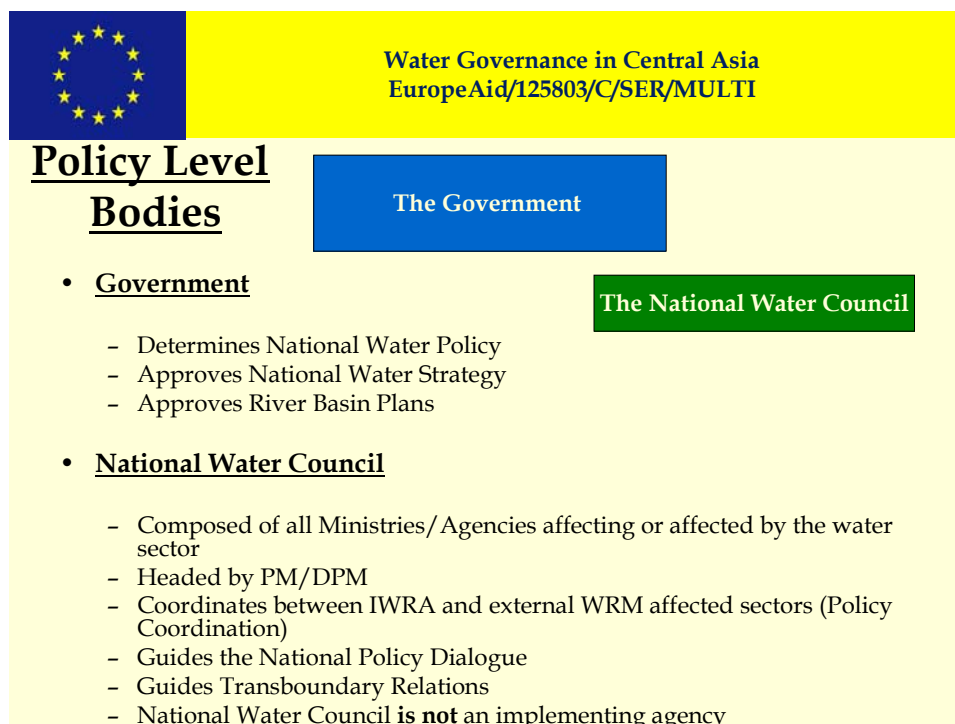 Water Governance in Central Asia
EuropeAid/125803/C/SER/MULTI
Policy Level
Bodies
The Government
• Government
The National Water Council
– Determines National Water Policy
– Approves National Water Strategy
– Approves River Basin Plans
• National Water Council
– Composed of all Ministries/Agencies affecting or affected by the water
sector
– Headed by PM/DPM
– Coordinates between IWRA and external WRM affected sectors (Policy
Coordination)
– Guides the National Policy Dialogue
– Guides Transboundary Relations
– National Water Council is not an implementing agency